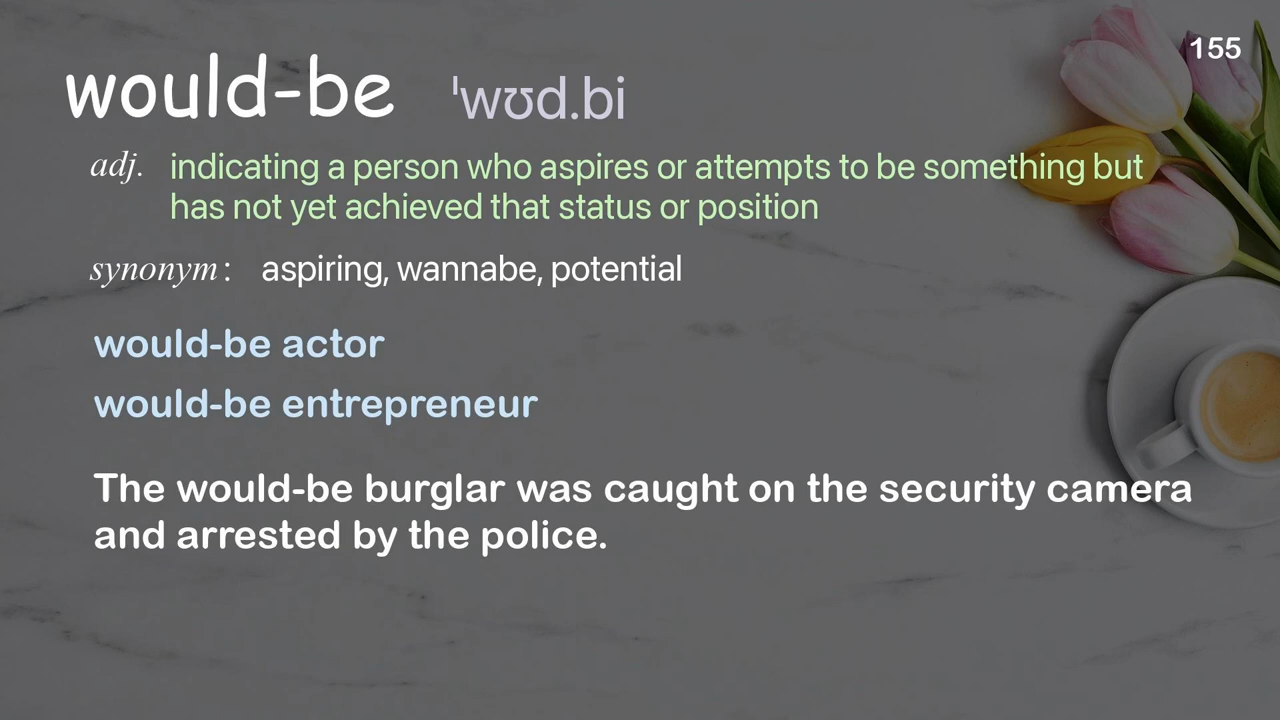 155
would-be ˈwʊd.bi
adj. indicating a person who aspires or attempts to be something but
has not yet achieved that status or position
synonym : aspiring, wannabe, potential
would-be actor
would-be entrepreneur
The would-be burglar was caught on the security camera
and arrested by the police.